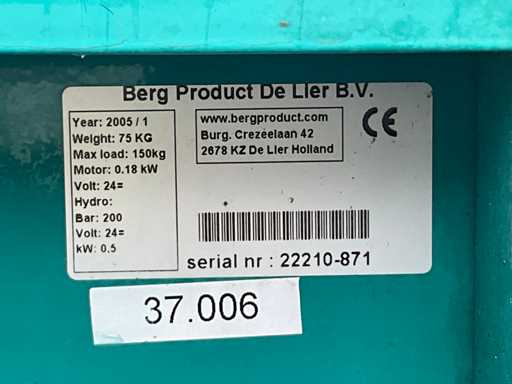 Berg Product De Lier B.V.
Year: 2005 / 1
Weight: 75 KG
Max load: 150kg
Motor: 0.18 kW
Volt: 24=
Hydro:
Bar: 200
Volt: 24=
kW: 0.5
www.bergproduct.com
Burg. Crezéelaan 42
2678 KZ De Lier Holland
CE
serial nr : 22210-871
37.006